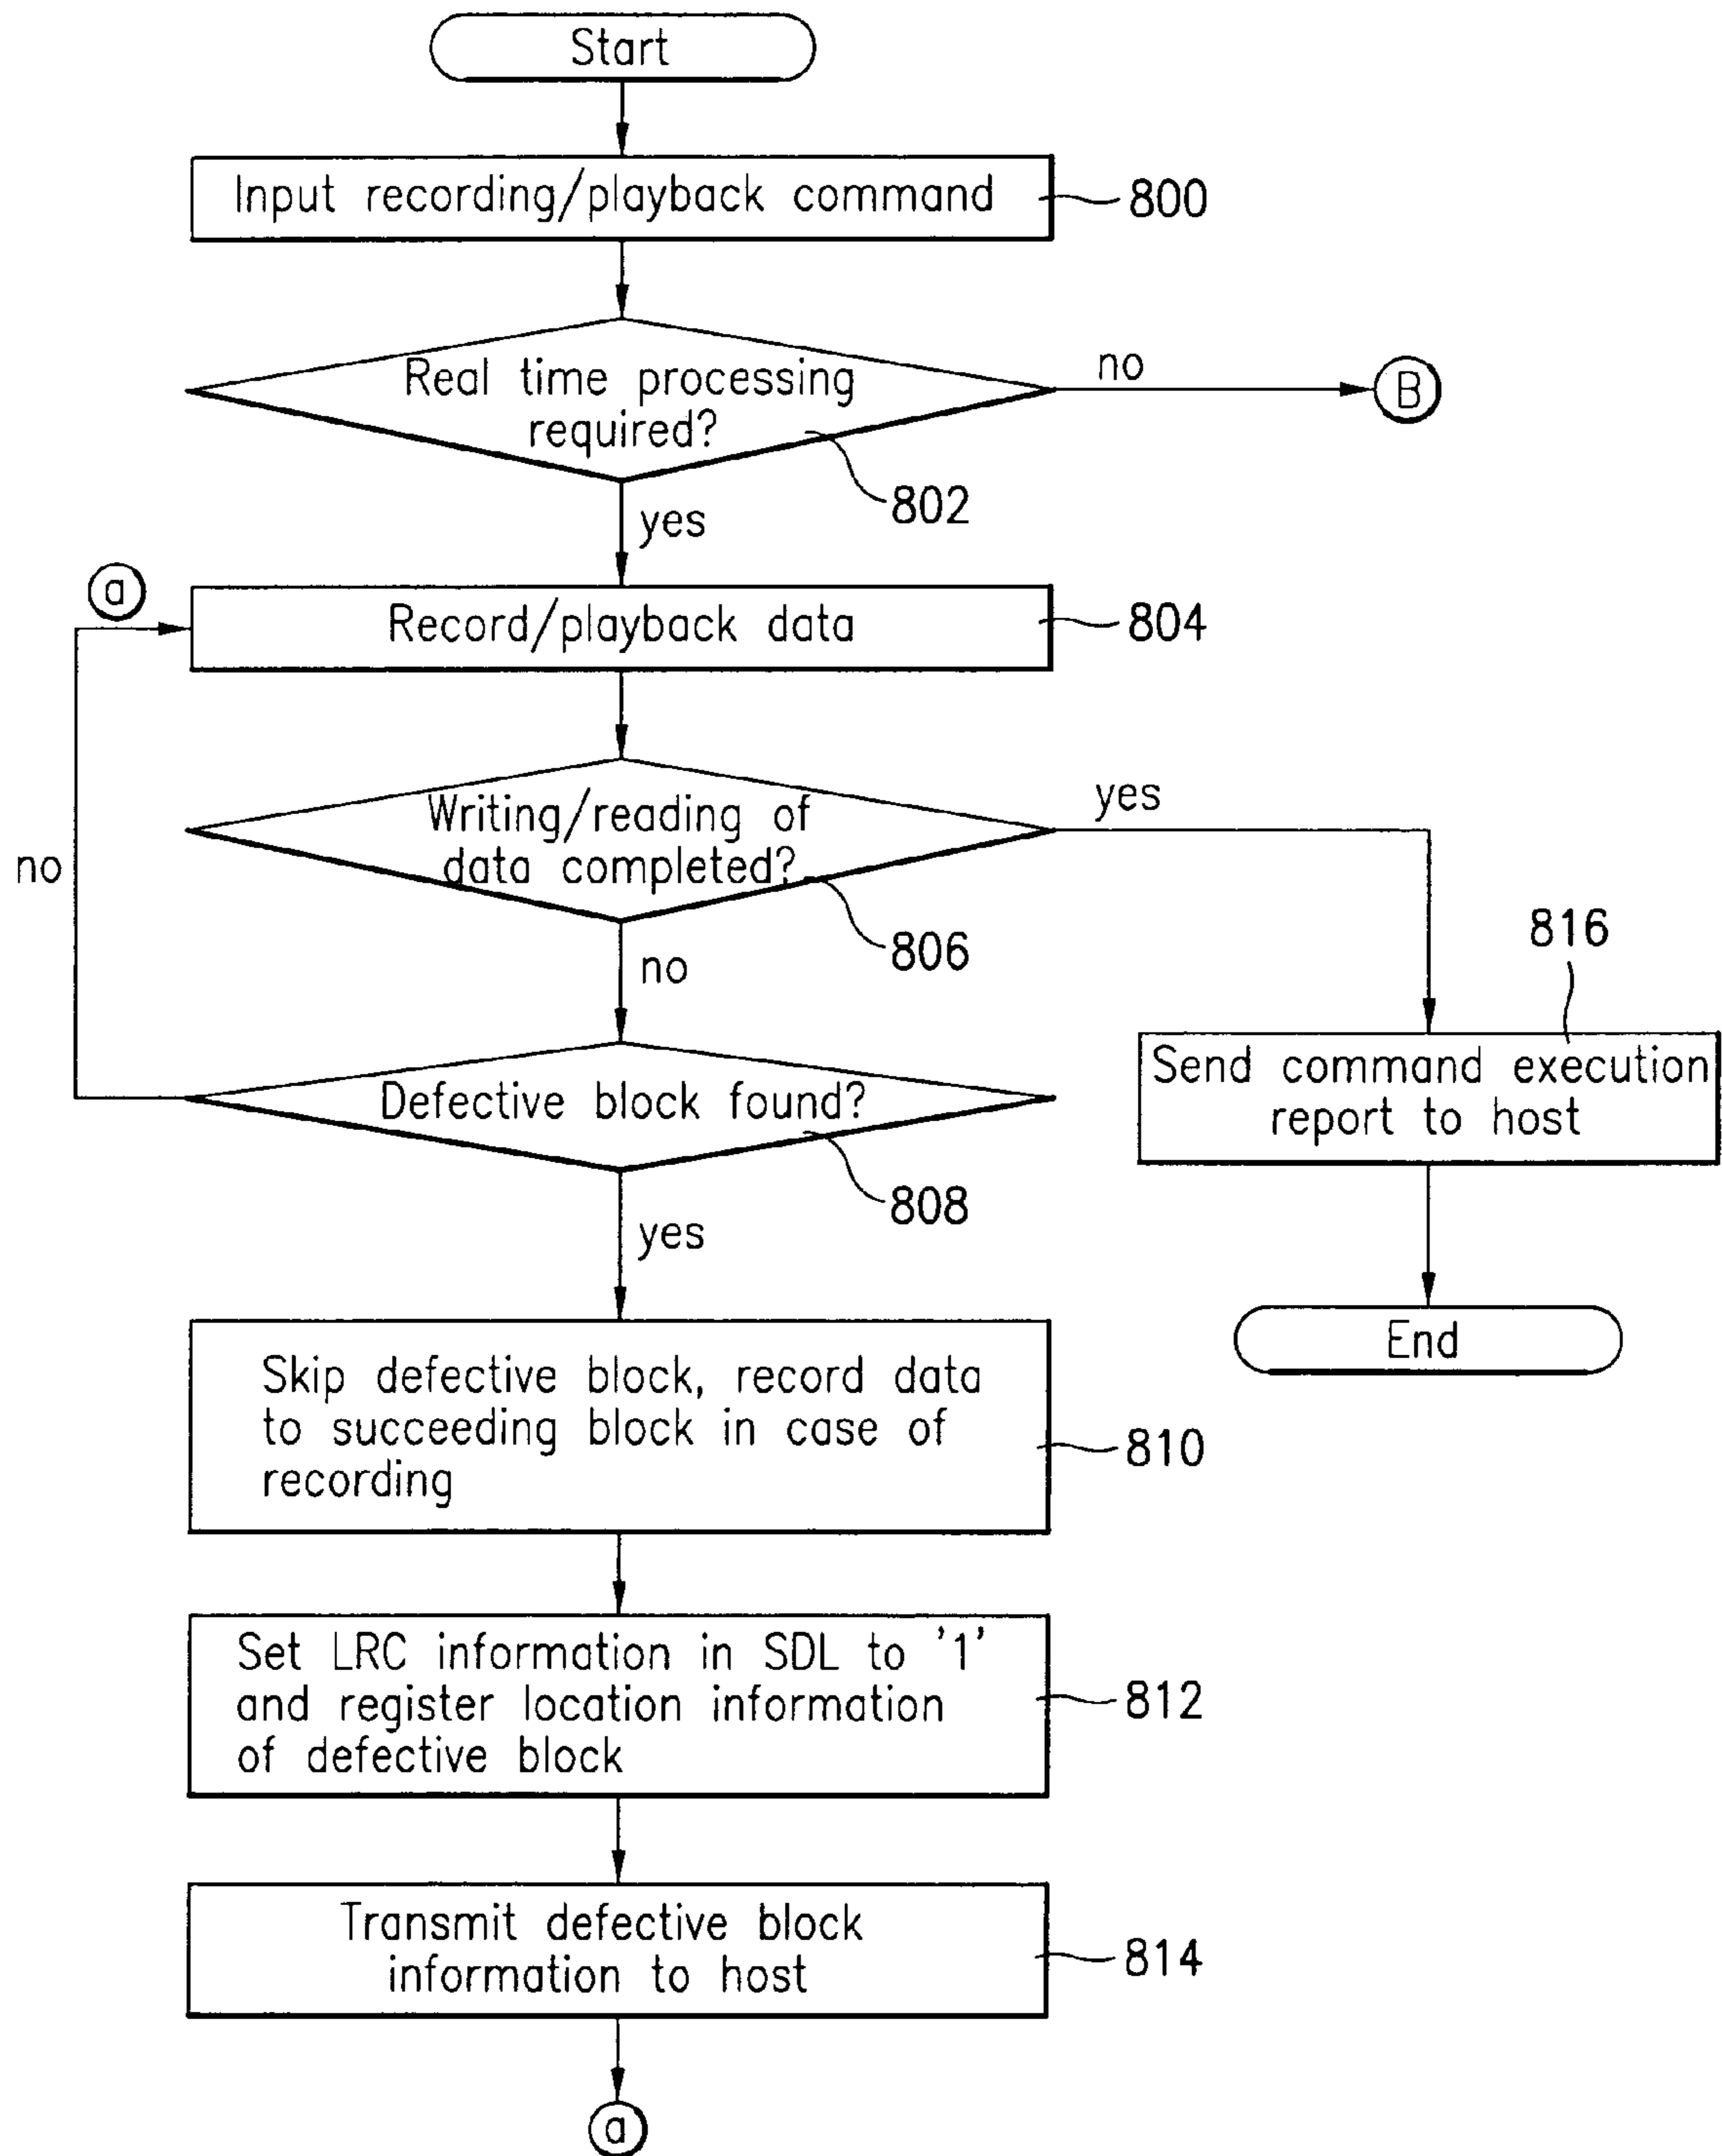 Start
Input recording/playback command
800
Real time processing
required?
no
B
802
yes
a
Record/playback data
804
Writing/reading of
data completed?
yes
806
no
no
816
Send command execution
report to host
Defective block found?
808
yes
End
Skip defective block, record data
to succeeding block in case of
recording
810
Set LRC information in SDL to '1'
and register location information
of defective block
812
Transmit defective block
information to host
814
a